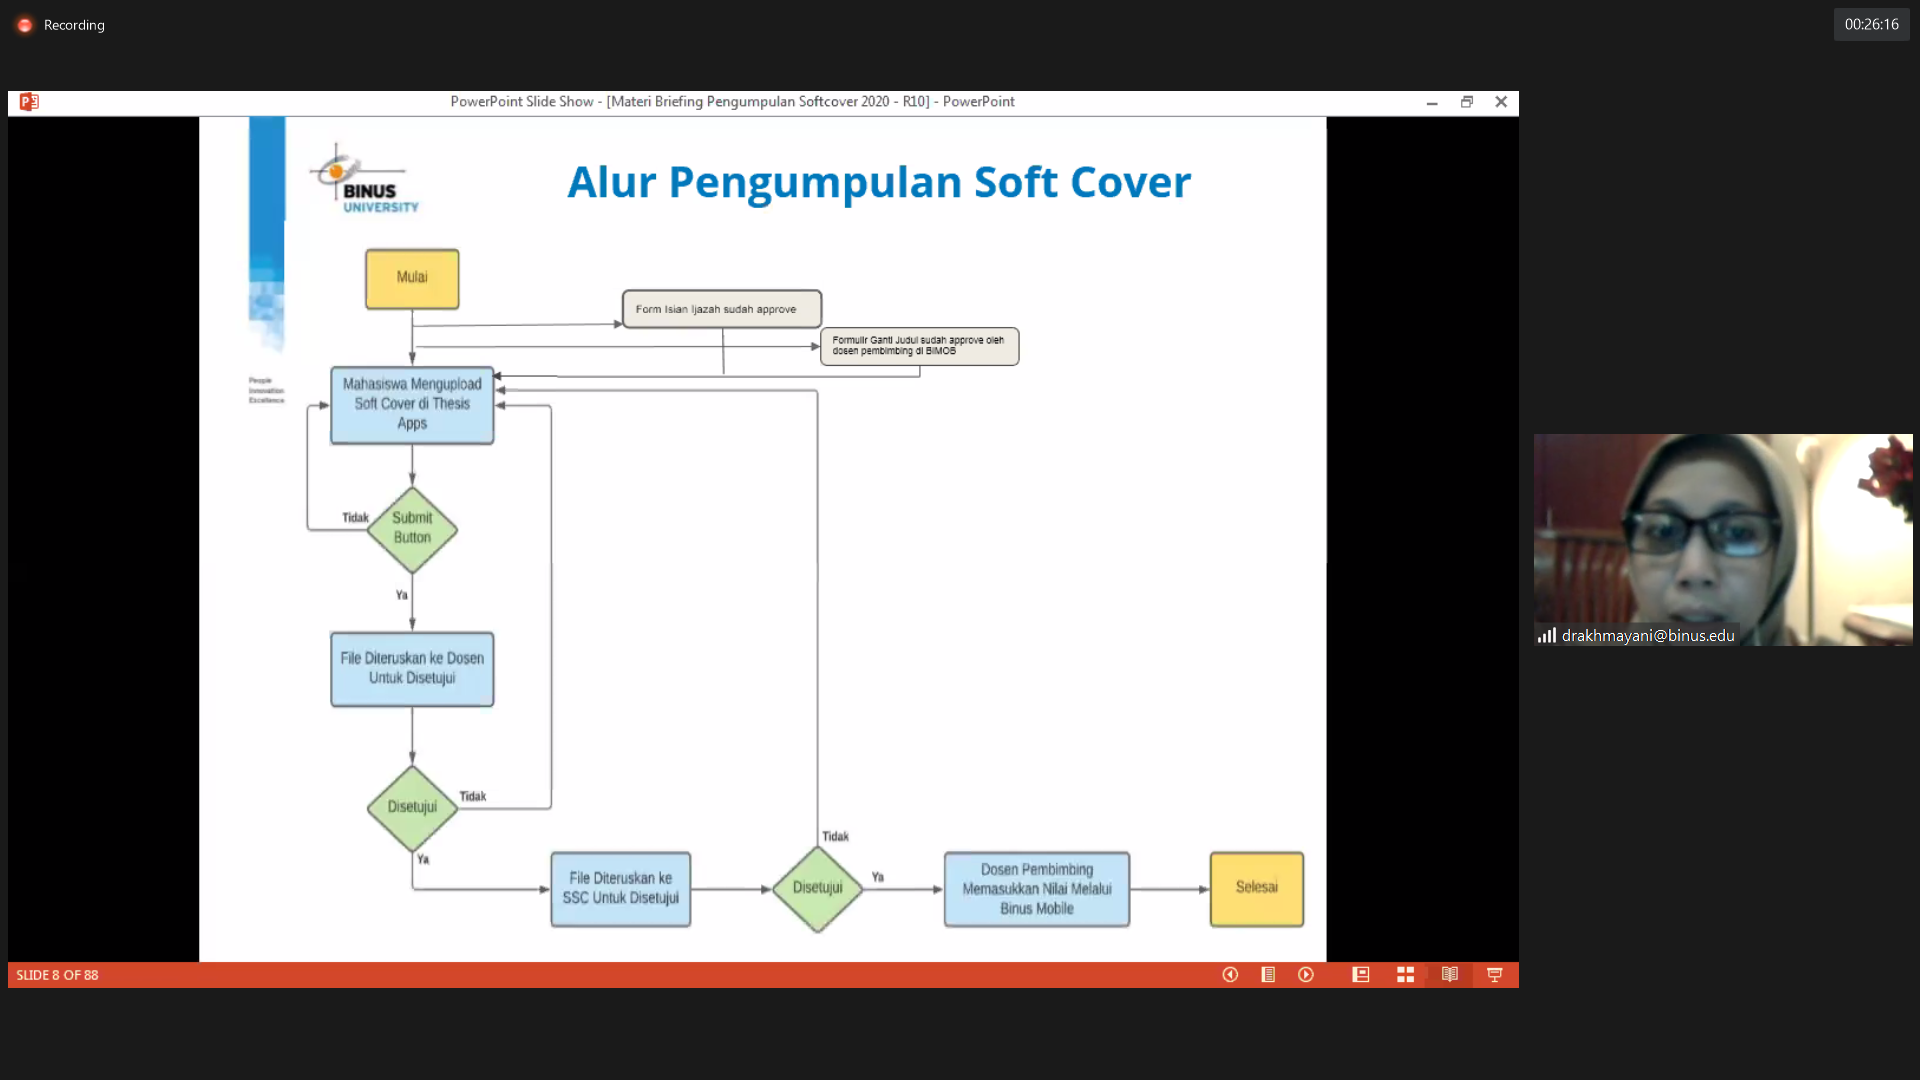 Recording
00:26:16
PowerPoint Slide Show - [Materi Briefing Pengumpulan Softcover 2020 - R10] - PowerPoint
BINUS
UNIVERSITY
Alur Pengumpulan Soft Cover
Mulai
Form Isian Ijazah sudah approve
Formulir Ganti Judul sudah approve oleh
dosen pembimbing di BIMOB
People
Innovation
Excellence
Mahasiswa Mengupload
Soft Cover di Thesis
Apps
Tidak
Submit
Button
Ya
File Diteruskan ke Dosen
Untuk Disetujui
Disetujui
Tidak
Ya
File Diteruskan ke
SSC Untuk Disetujui
Tidak
Disetujui
Ya
Dosen Pembimbing
Memasukkan Nilai Melalui
Binus Mobile
Selesai
drakhmayani@binus.edu
SLIDE 8 OF 88